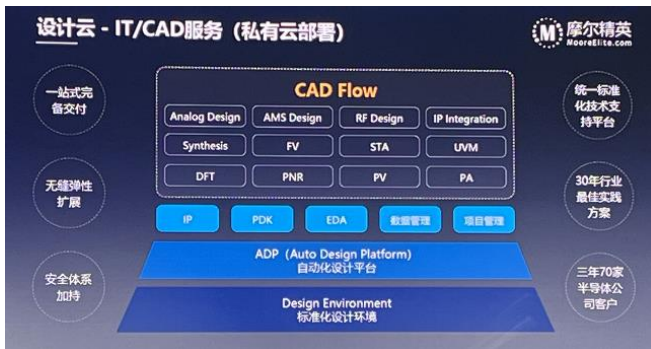 设计云 - IT/CAD服务（私有云部署）
摩尔精英
MooreElite.com
一站式完
备交付
无缝弹性
扩展
安全体系
加持
CAD Flow
Analog Design
AMS Design
RF Design
IP Integration
Synthesis
FV
STA
UVM
DFT
PNR
PV
PA
IP
PDK
EDA
数据管理
项目管理
ADP（Auto Design Platform)
自动化设计平台
Design Environment
标准化设计环境
统一标准
化技术支
持平台
30年行业
最佳实践
方案
三年70家
半导体公
司客户